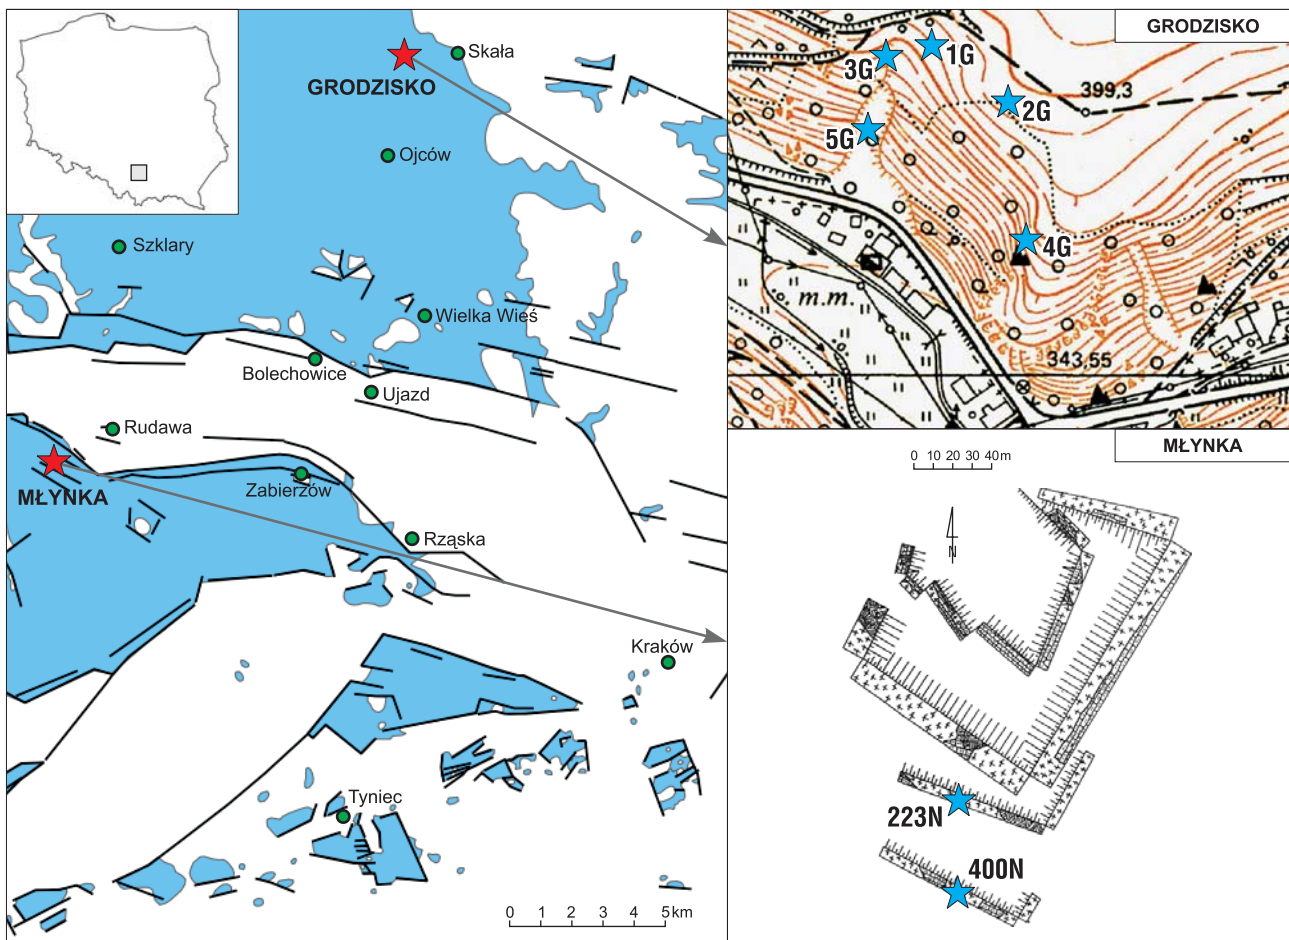 Skała
GRODZISKO
Ojców
Szklary
Wielka Wieś
Bolechowice
Ujazd
Rudawa
Zabierzów
MŁYNKA
Rząska
Kraków
Tyniec
0 1 2 3 4 5 km
GRODZISKO
3G
1G
399,3
2G
5G
4G
m.m.
343,55
MŁYNKA
0 10 20 30 40 m
N
223N
400N